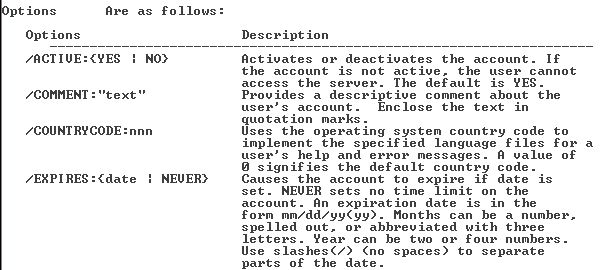 Options      Are as follows:
Options                    Description
/ACTIVE:{YES | NO}         Activates or deactivates the account. If
                           the account is not active, the user cannot
                           access the server. The default is YES.
/COMMENT:"text"            Provides a descriptive comment about the
                           user's account.  Enclose the text in
                           quotation marks.
/COUNTRYCODE:nnn           Uses the operating system country code to
                           implement the specified language files for a
                           user's help and error messages. A value of
                           0 signifies the default country code.
/EXPIRES:{date | NEVER}    Causes the account to expire if date is
                           set. NEVER sets no time limit on the
                           account. An expiration date is in the
                           form mm/dd/yy(yy). Months can be a number,
                           spelled out, or abbreviated with three
                           letters. Year can be two or four numbers.
                           Use slashes(/) (no spaces) to separate
                           parts of the date.